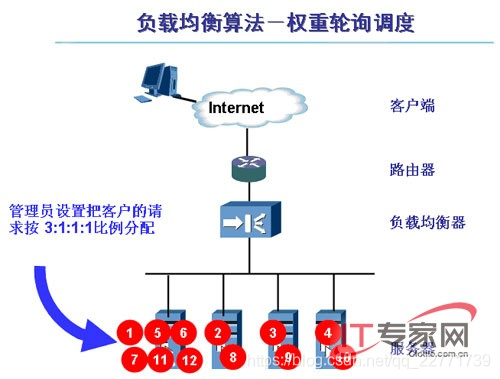 负载均衡算法－权重轮询调度
Internet
客户端
路由器
管理员设置把客户的请
求按 3:1:1:1比例分配
负载均衡器
1 5 6 2 3 4
7 11 12 8 9
IT专家网
服务器
https://blog.csdn.net/qq_22771739